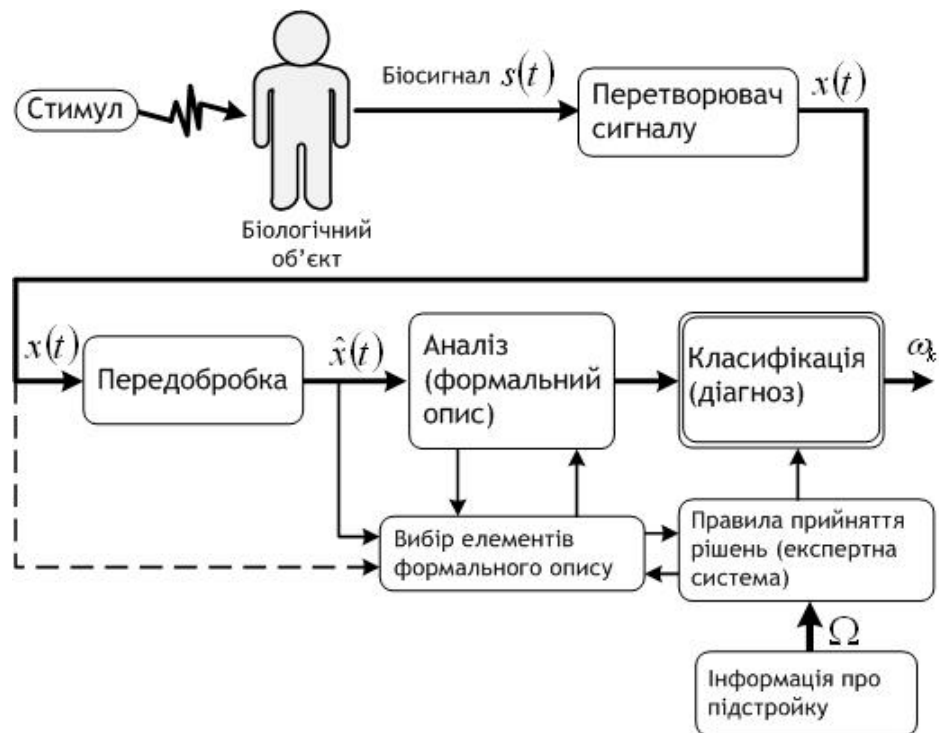 Стимул
Біосигнал s(t)
Перетворювач
сигналу
x(t)
Біологічний
об’єкт
x(t)
Передобробка
x̂(t)
Аналіз
(формальний
опис)
Класифікація
(діагноз)
ωk
Вибір елементів
формального опису
Правила прийняття
рішень (експертна
система)
Ω
Інформація про
підстройку